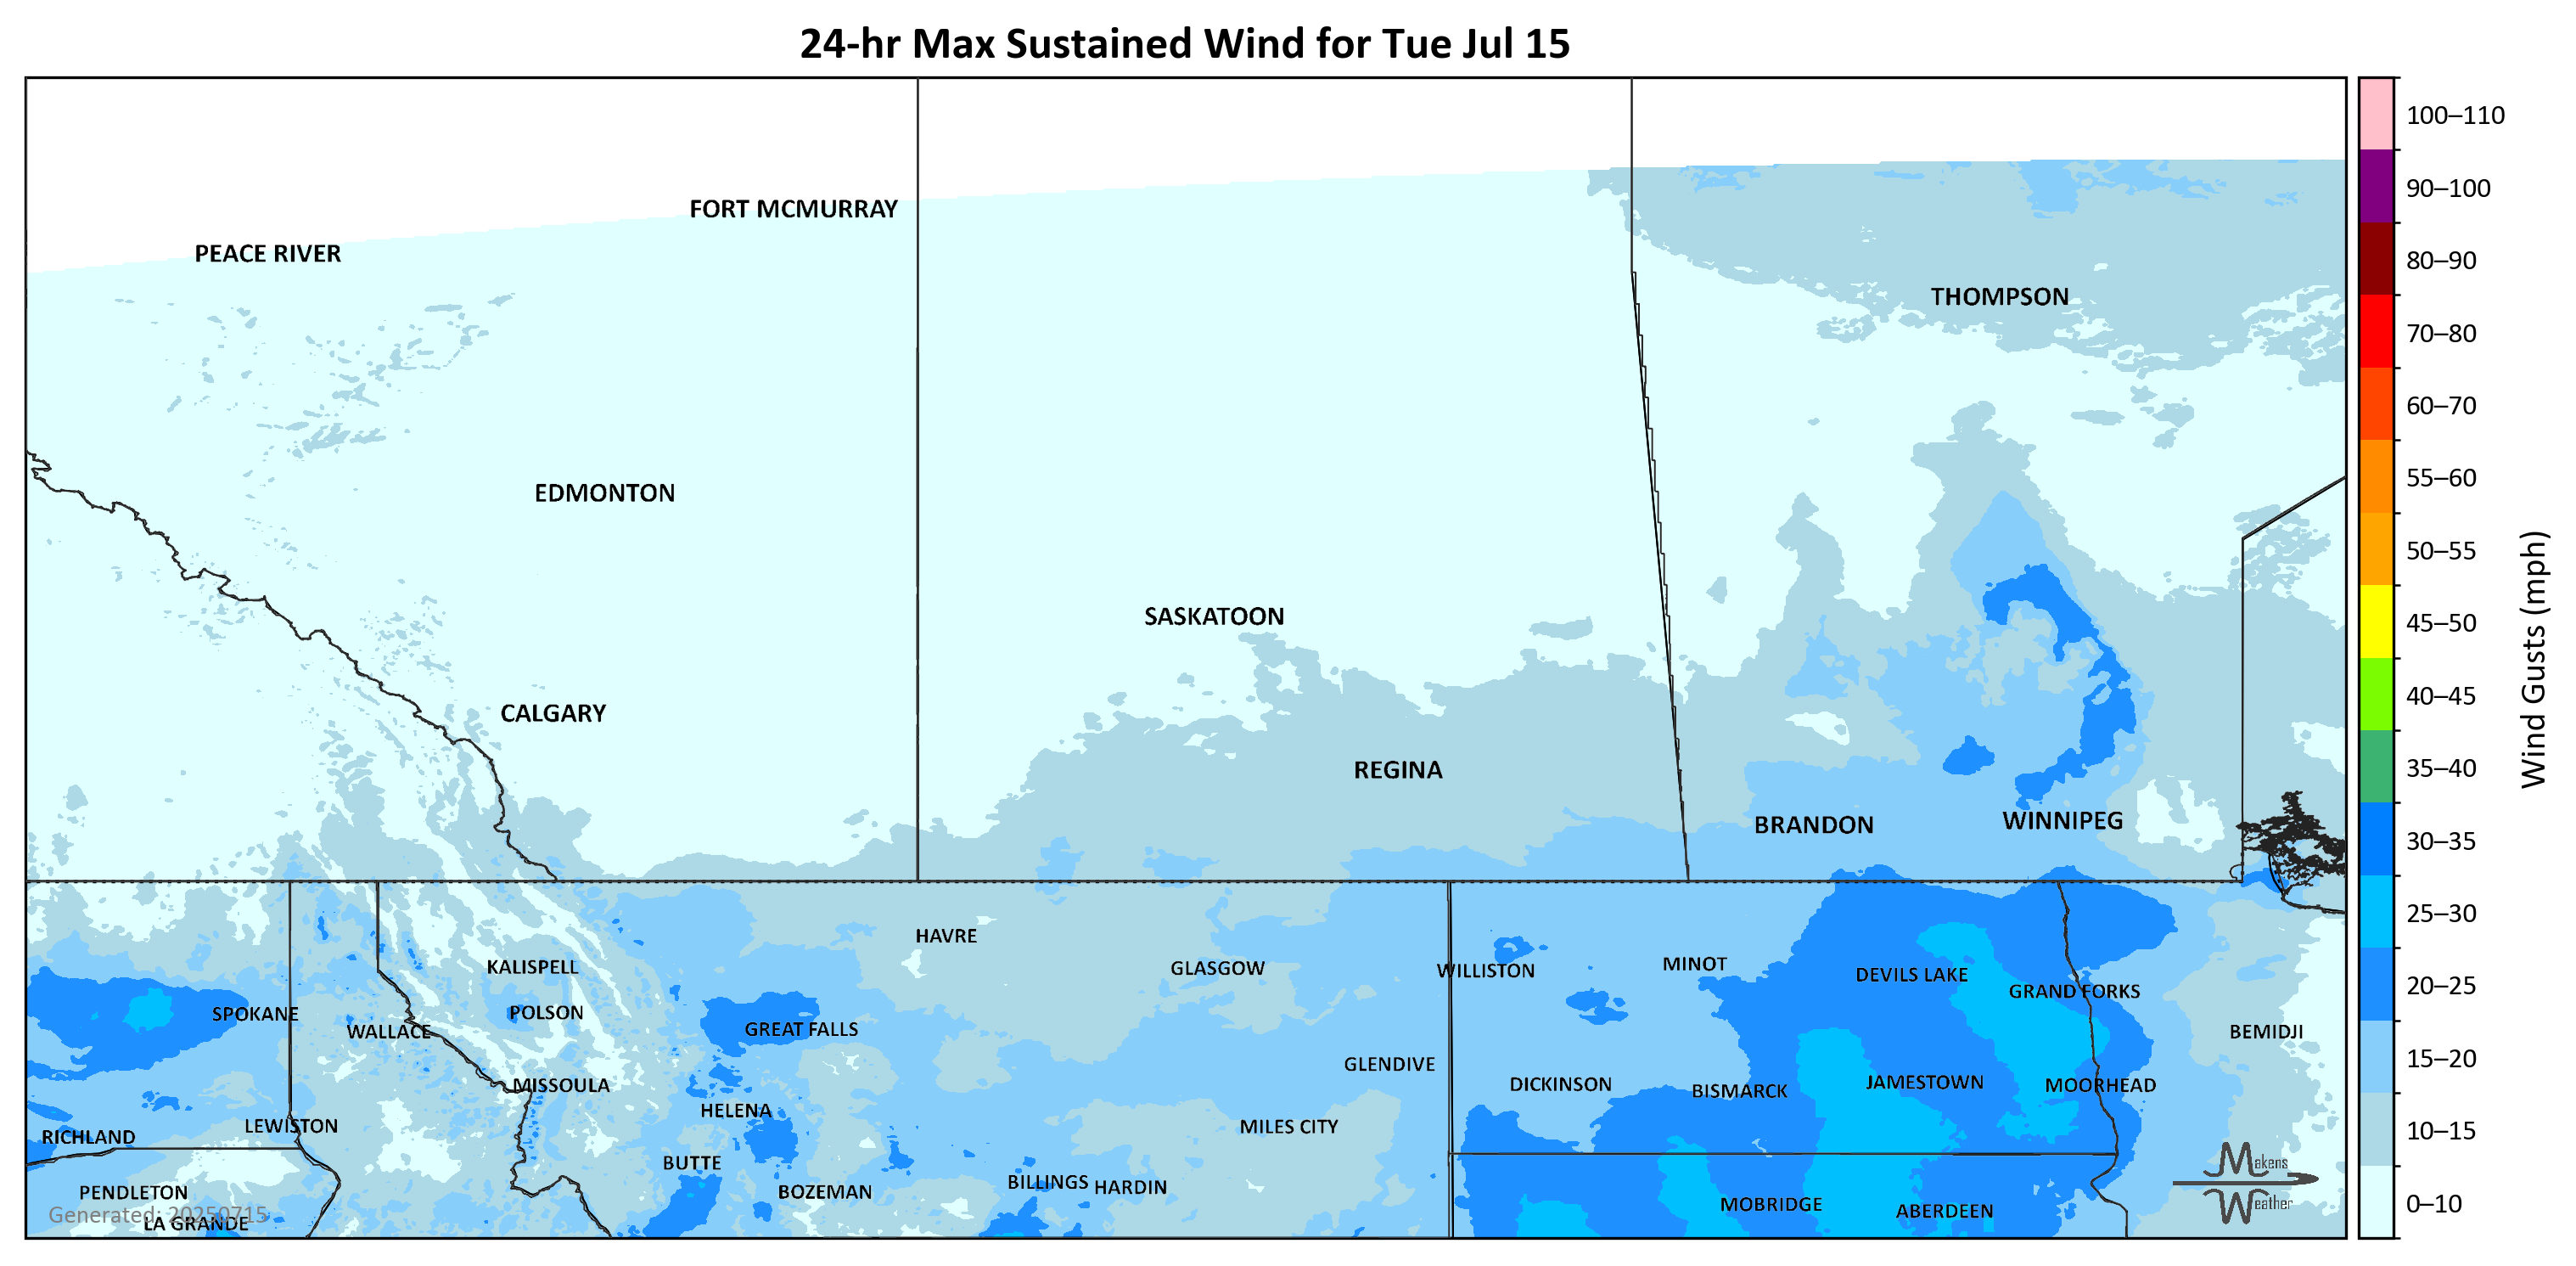 24-hr Max Sustained Wind for Tue Jul 15
FORT MCMURRAY
PEACE RIVER
THOMPSON
EDMONTON
SASKATOON
CALGARY
REGINA
BRANDON
WINNIPEG
HAVRE
KALISPELL
GLASGOW
WILLISTON
MINOT
DEVILS LAKE
GRAND FORKS
SPOKANE
POLSON
WALLACE
GREAT FALLS
BEMIDJI
GLENDIVE
MISSOULA
DICKINSON
BISMARCK
JAMESTOWN
MOORHEAD
HELENA
LEWISTON
MILES CITY
RICHLAND
BUTTE
BILLINGS
HARDIN
PENDLETON
BOZEMAN
MOBRIDGE
ABERDEEN
Generated: 20250715
LA GRANDE
Makens
Weather
100–110
90–100
80–90
70–80
60–70
55–60
50–55
45–50
40–45
35–40
30–35
25–30
20–25
15–20
10–15
0–10
Wind Gusts (mph)